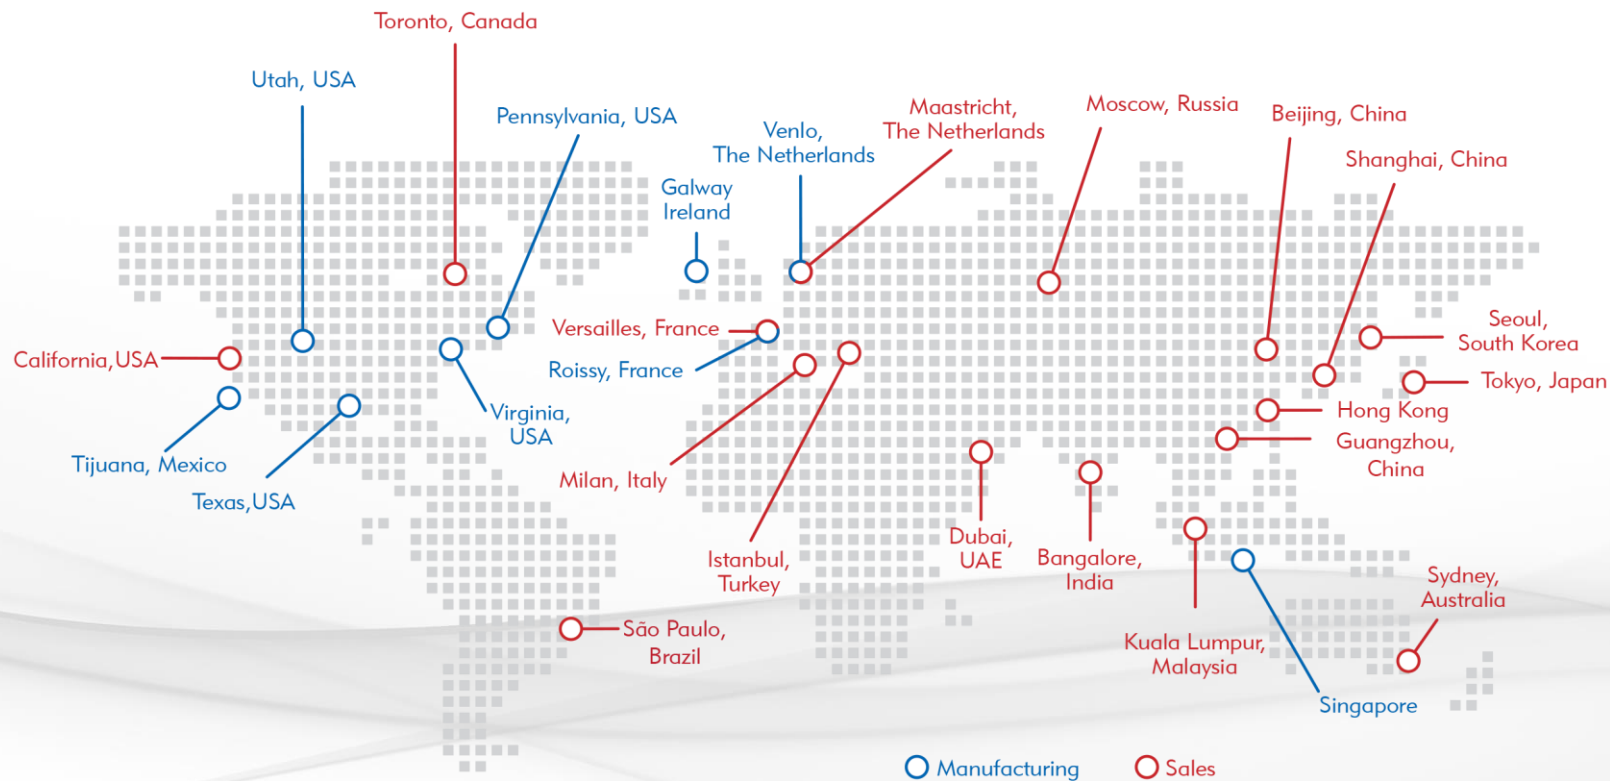 Toronto, Canada
Utah, USA
Pennsylvania, USA
Venlo,
The Netherlands
Maastricht,
The Netherlands
Moscow, Russia
Beijing, China
Shanghai, China
Galway
Ireland
California,USA
Versailles, France
Roissy, France
Seoul,
South Korea
Tokyo, Japan
Hong Kong
Guangzhou,
China
Virginia,
USA
Tijuana, Mexico
Texas,USA
Milan, Italy
Istanbul,
Turkey
Dubai,
UAE
Bangalore,
India
Sydney,
Australia
São Paulo,
Brazil
Kuala Lumpur,
Malaysia
Singapore
Manufacturing
Sales